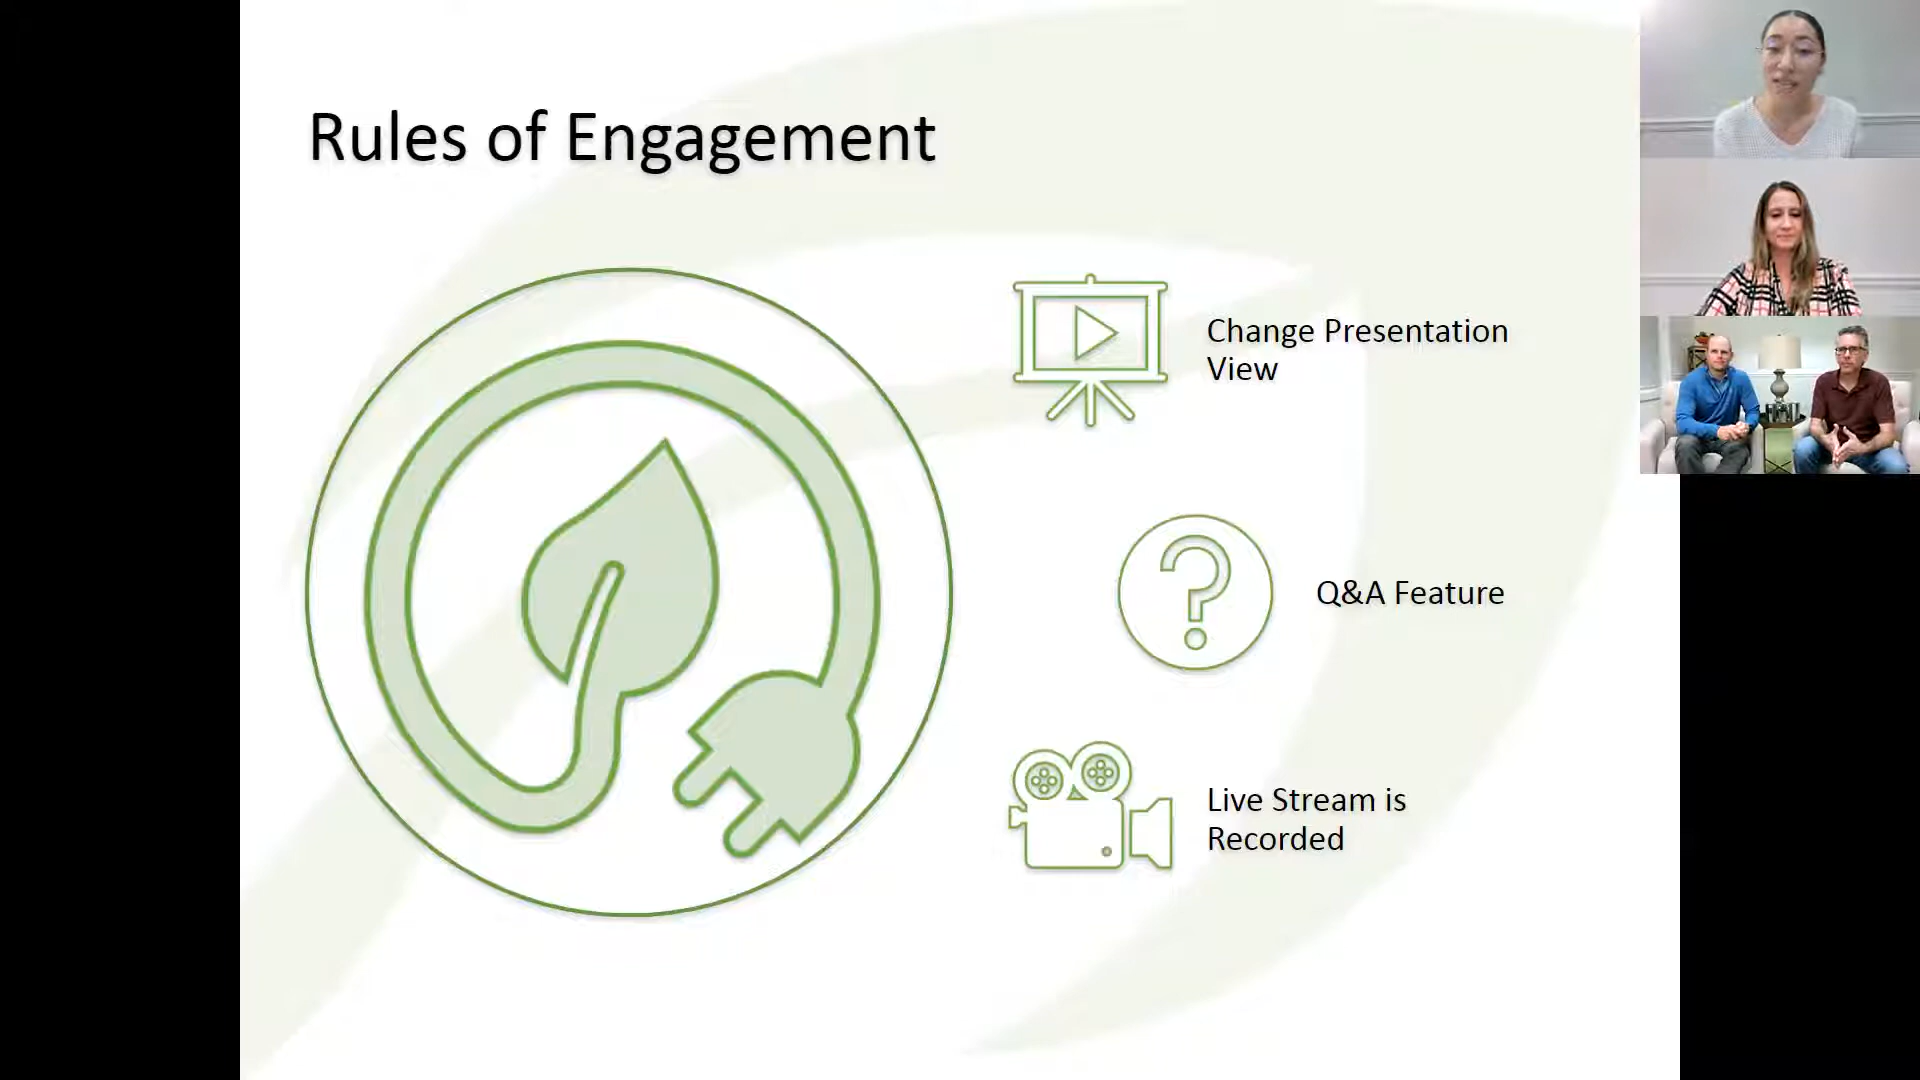 Rules of Engagement
Change Presentation
View
Q&A Feature
Live Stream is
Recorded